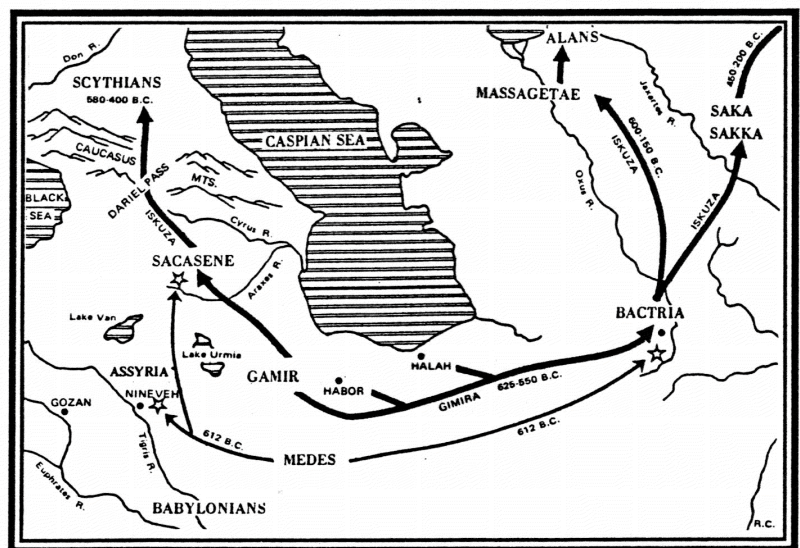 Don R.
SCYTHIANS
580-400 B.C.
CAUCASUS
MTS.
DARIEL PASS
BLACK
SEA
ISKUZA
Cyrus R.
SACASENE
Araxes R.
CASPIAN SEA
ALANS
MASSAGETAE
450 200 B.C.
Jaxartes R.
SAKA
SAKKA
600-150 B.C.
ISKUZA
Oxus R.
ISKUZA
BACTRIA
Lake Van
Lake Urmia
ASSYRIA
NINEVEH
GOZAN
GAMIR
HABOR
HALAH
GIMIRA
625-550 B.C.
612 B.C.
MEDES
612 B.C.
Tigris R.
Euphrates R.
BABYLONIANS
R.C.